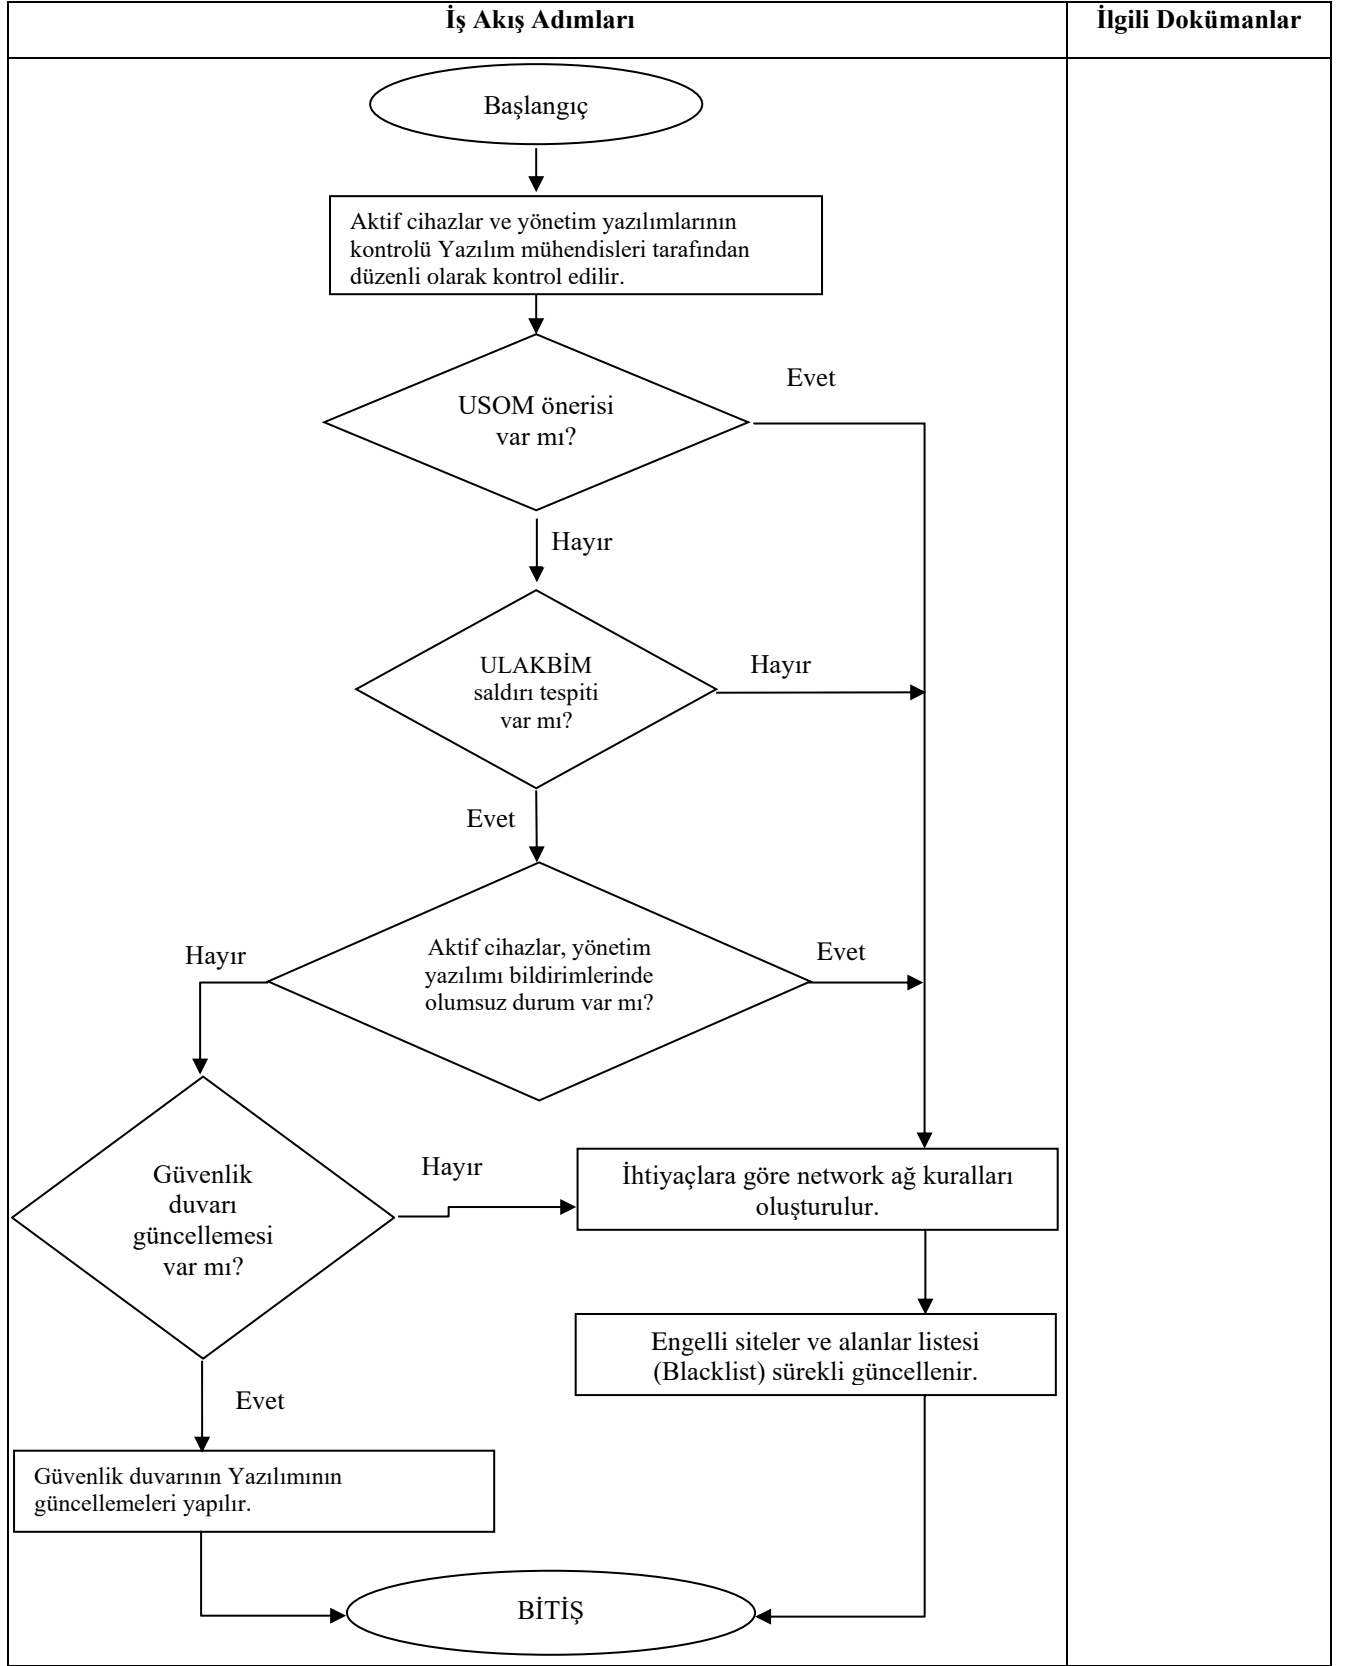 İş Akış Adımları
İlgili Dokümanlar
Başlangıç
Aktif cihazlar ve yönetim yazılımlarının
kontrolü Yazılım mühendisleri tarafından
düzenli olarak kontrol edilir.
USOM önerisi
var mı?
Evet
Hayır
ULAKBİM
saldırı tespiti
var mı?
Hayır
Evet
Aktif cihazlar, yönetim
yazılımı bildirimlerinde
olumsuz durum var mı?
Hayır
Evet
Güvenlik
duvarı
güncellemesi
var mı?
Hayır
İhtiyaçlara göre network ağ kuralları
oluşturulur.
Engelli siteler ve alanlar listesi
(Blacklist) sürekli güncellenir.
Evet
Güvenlik duvarının Yazılımının
güncellemeleri yapılır.
BİTİŞ